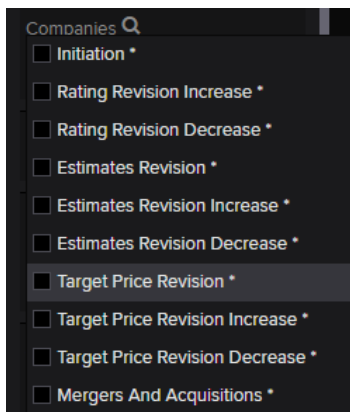 Companies
Initiation *
Rating Revision Increase *
Rating Revision Decrease *
Estimates Revision *
Estimates Revision Increase *
Estimates Revision Decrease *
Target Price Revision *
Target Price Revision Increase *
Target Price Revision Decrease *
Mergers And Acquisitions *